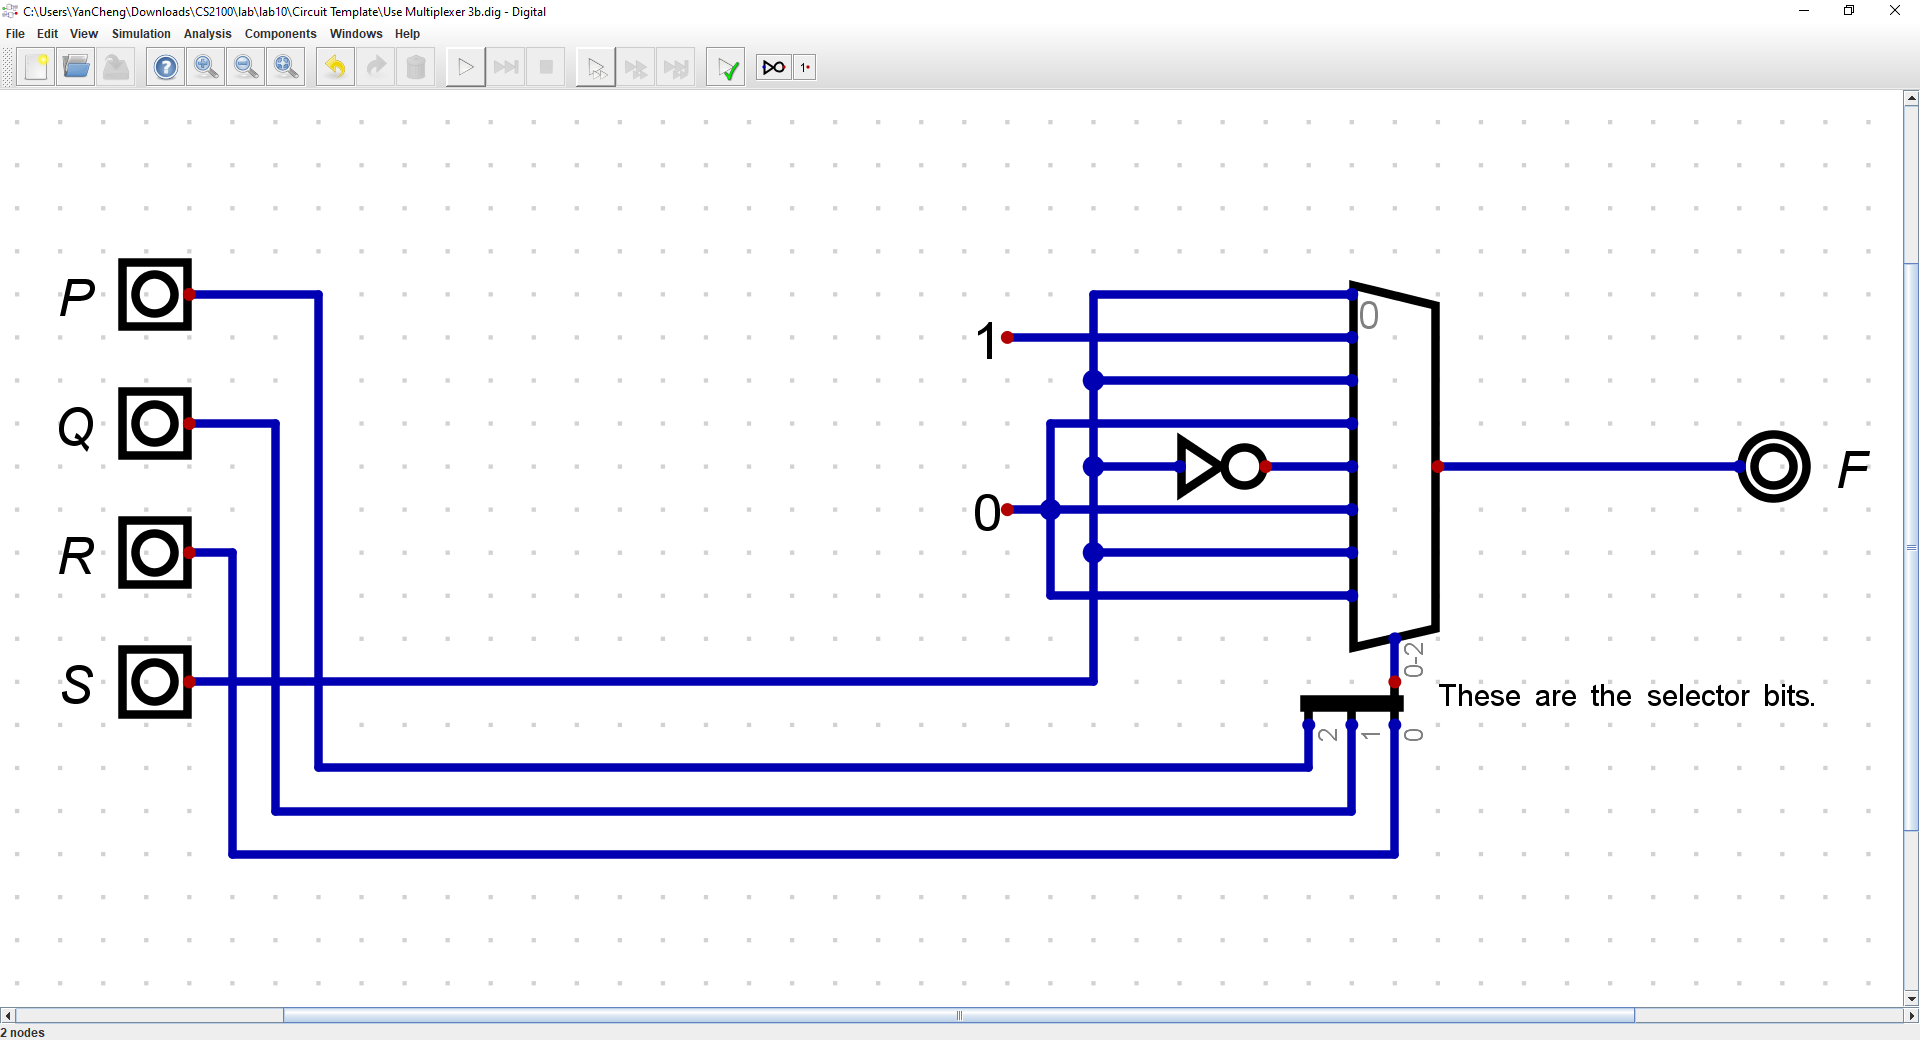 C:\Users\YanCheng\Downloads\CS2100\lab\lab10\Circuit Template\Use Multiplexer 3b.dig - Digital
File Edit View Simulation Analysis Components Windows Help
1
P
0
1
Q
F
0
R
0-2
S
These are the selector bits.
2 1 0
2 nodes